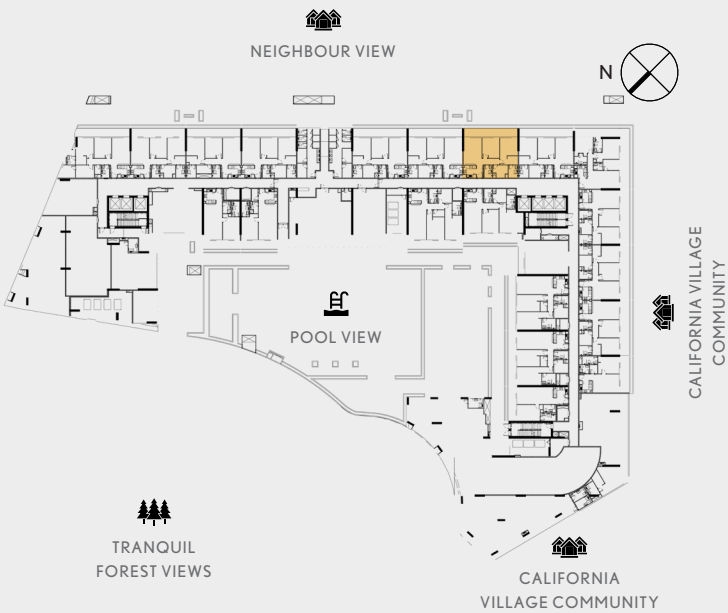 NEIGHBOUR VIEW
N
CALIFORNIA VILLAGE
COMMUNITY
POOL VIEW
TRANQUIL
FOREST VIEWS
CALIFORNIA
VILLAGE COMMUNITY